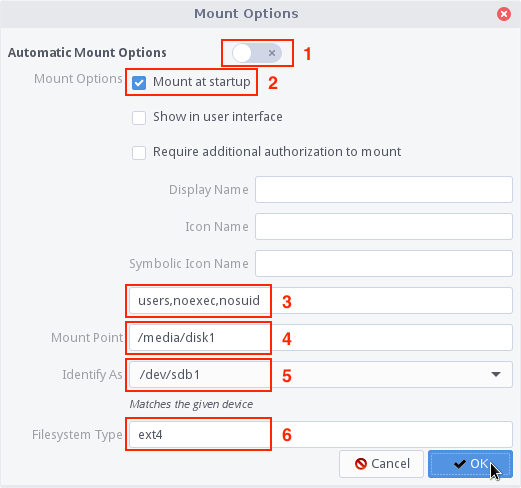 Mount Options
Automatic Mount Options 1
Mount Options Mount at startup 2
Show in user interface
Require additional authorization to mount
Display Name
Icon Name
Symbolic Icon Name
users,noexec,nosuid 3
Mount Point /media/disk1 4
Identify As /dev/sdb1 5
Matches the given device
Filesystem Type ext4 6
Cancel OK